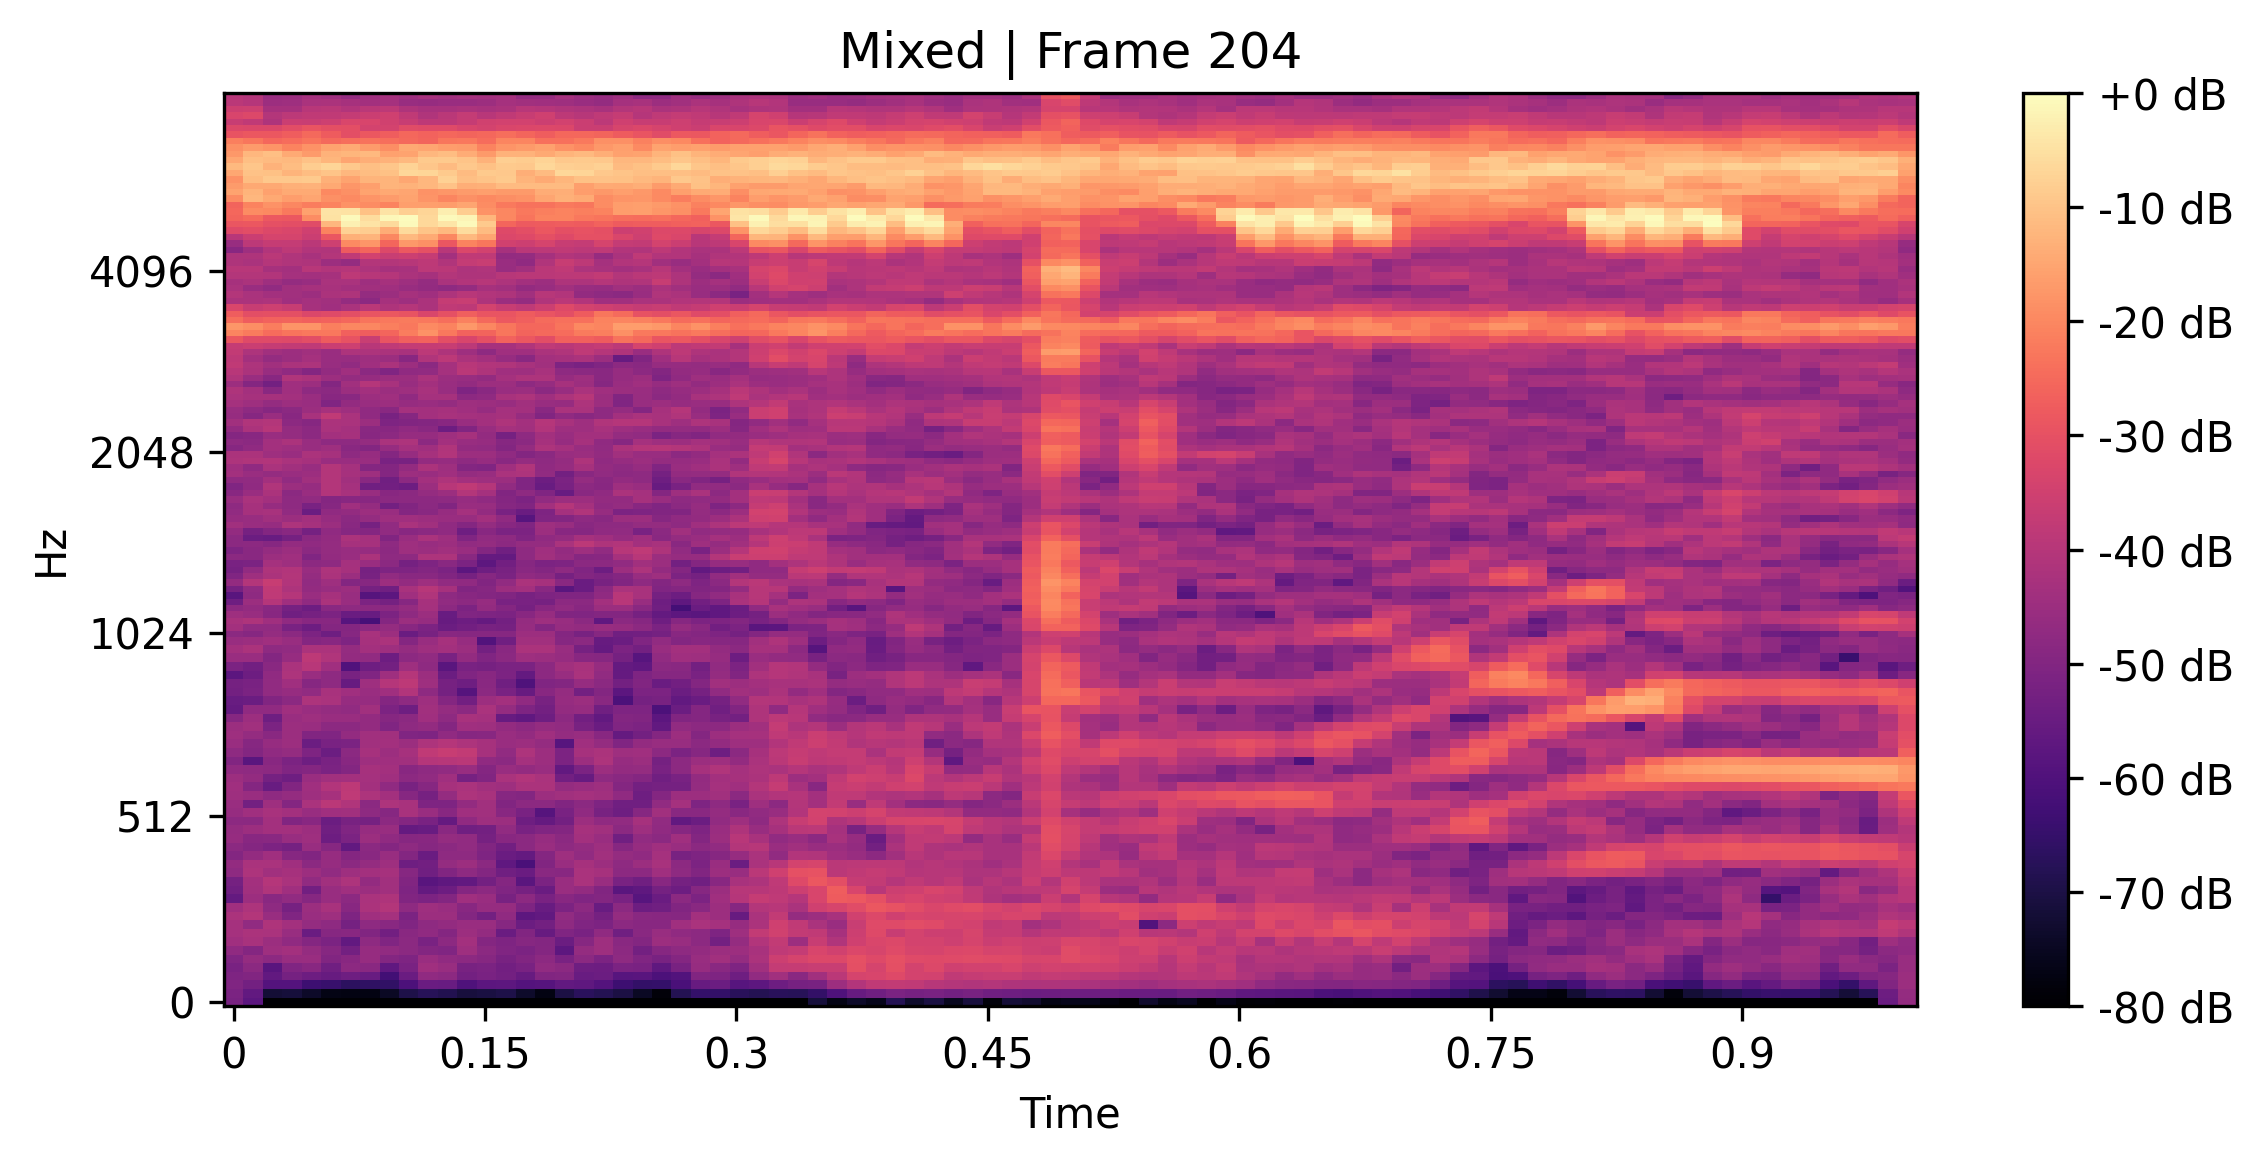 Mixed | Frame 204
+0 dB
-10 dB
-20 dB
-30 dB
-40 dB
-50 dB
-60 dB
-70 dB
-80 dB
Hz
4096
2048
1024
512
0
0 0.15 0.3 0.45 0.6 0.75 0.9
Time